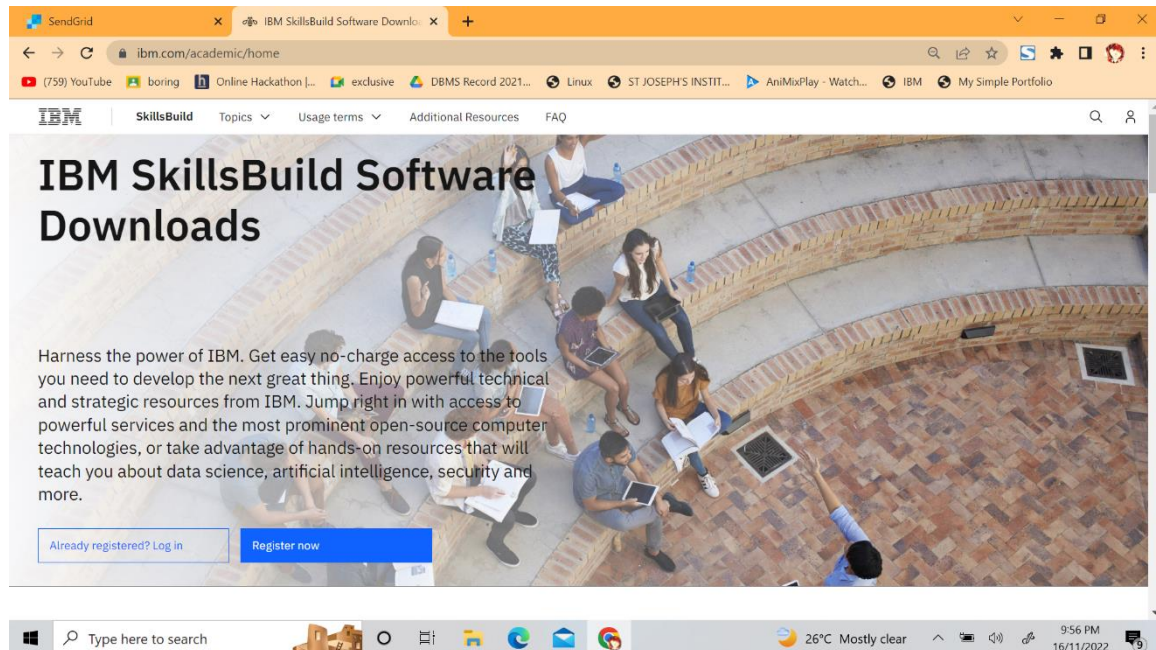 SendGrid
IBM SkillsBuild Software Downlo
ibm.com/academic/home
(759) YouTube boring Online Hackathon |... exclusive DBMS Record 2021... Linux ST JOSEPH'S INSTIT... AniMixPlay - Watch... IBM My Simple Portfolio
IBM SkillsBuild Topics Usage terms Additional Resources FAQ
IBM SkillsBuild Software
Downloads
Harness the power of IBM. Get easy no-charge access to the tools
you need to develop the next great thing. Enjoy powerful technical
and strategic resources from IBM. Jump right in with access to
powerful services and the most prominent open-source computer
technologies, or take advantage of hands-on resources that will
teach you about data science, artificial intelligence, security and
more.
Already registered? Log in
Register now
Type here to search
26°C Mostly clear
9:56 PM
16/11/2022
9